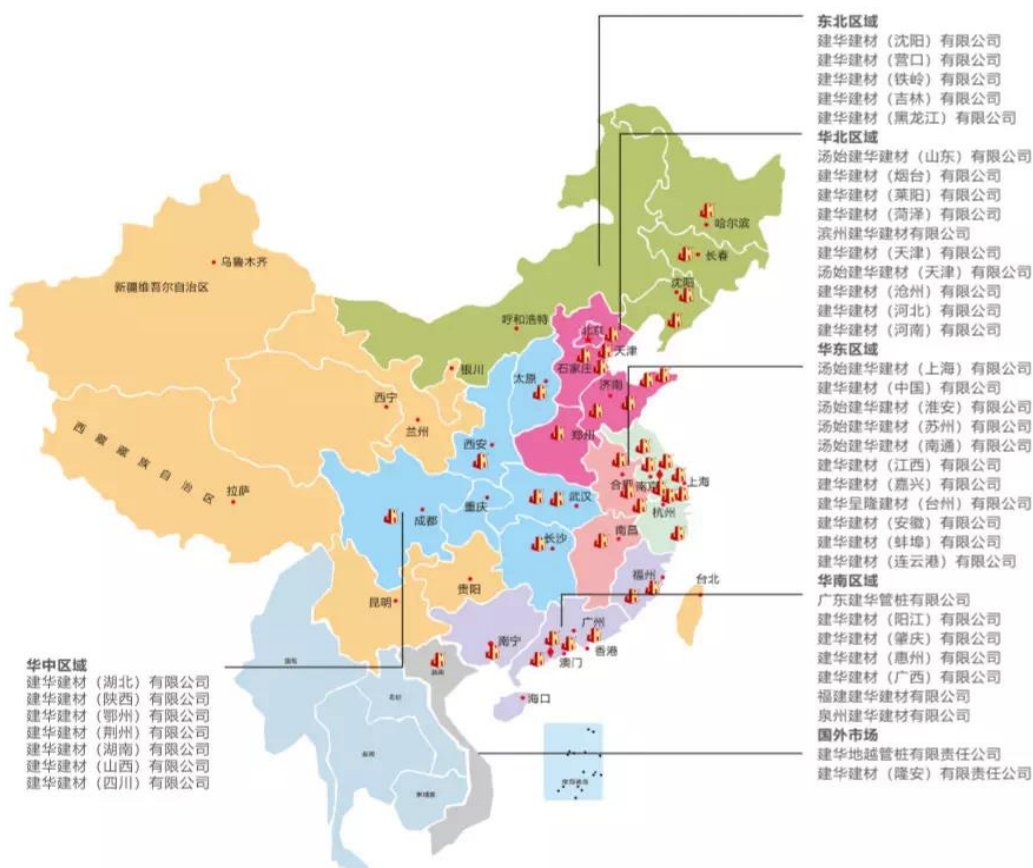 东北区域
建华建材（沈阳）有限公司
建华建材（营口）有限公司
建华建材（铁岭）有限公司
建华建材（吉林）有限公司
建华建材（黑龙江）有限公司
华北区域
汤始建华建材（山东）有限公司
建华建材（烟台）有限公司
建华建材（莱阳）有限公司
建华建材（菏泽）有限公司
滨州建华建材有限公司
建华建材（天津）有限公司
汤始建华建材（天津）有限公司
建华建材（沧州）有限公司
建华建材（河北）有限公司
建华建材（河南）有限公司
华东区域
汤始建华建材（上海）有限公司
建华建材（中国）有限公司
汤始建华建材（淮安）有限公司
汤始建华建材（苏州）有限公司
汤始建华建材（南通）有限公司
建华建材（江西）有限公司
建华建材（嘉兴）有限公司
建华呈隆建材（台州）有限公司
建华建材（安徽）有限公司
建华建材（蚌埠）有限公司
建华建材（连云港）有限公司
华南区域
广东建华管桩有限公司
建华建材（阳江）有限公司
建华建材（肇庆）有限公司
建华建材（惠州）有限公司
建华建材（广西）有限公司
福建建华建材有限公司
泉州建华建材有限公司
国外市场
建华地越管桩有限责任公司
建华建材（隆安）有限责任公司
华中区域
建华建材（湖北）有限公司
建华建材（陕西）有限公司
建华建材（鄂州）有限公司
建华建材（荆州）有限公司
建华建材（湖南）有限公司
建华建材（山西）有限公司
建华建材（四川）有限公司
哈尔滨
长春
沈阳
乌鲁木齐
新疆维吾尔自治区
呼和浩特
北京
天津
银川
石家庄
太原
济南
西宁
兰州
郑州
西安
西藏藏族自治区
拉萨
合肥
南京
上海
杭州
重庆
武汉
成都
长沙
南昌
贵阳
福州
台北
昆明
广州
南宁
香港
澳门
海口
越南
老挝
柬埔寨